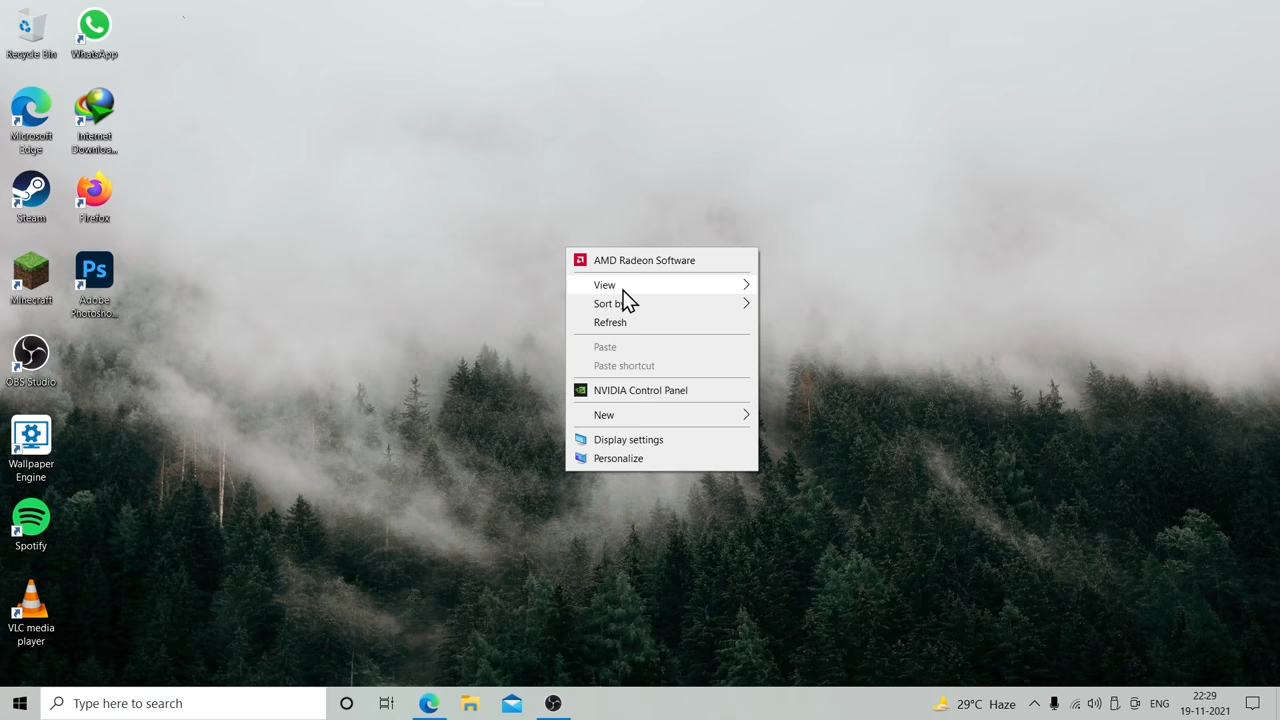 Recycle Bin
WhatsApp
Microsoft
Edge
Internet
Downloa...
Steam
Firefox
Minecraft
Adobe
Photosho...
Ps
OBS Studio
Wallpaper
Engine
Spotify
VLC media
player
AMD Radeon Software
View
Sort by
Refresh
Paste
Paste shortcut
NVIDIA Control Panel
New
Display settings
Personalize
Type here to search
29°C Haze
ENG
22:29
19-11-2021